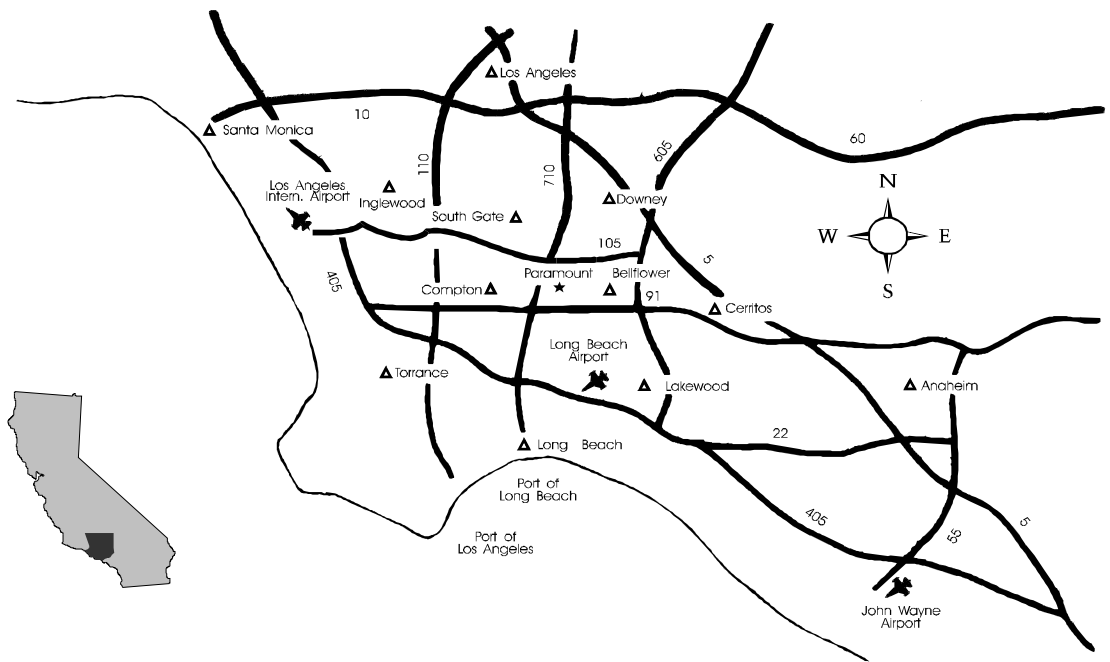 Los Angeles
10
Santa Monica
60
110
710
605
Los Angeles
Intern. Airport
Inglewood
South Gate
Downey
N
W
E
S
105
5
405
Paramount
Bellflower
Compton
91
Cerritos
Long Beach
Airport
Torrance
Lakewood
Anaheim
22
Long Beach
Port of
Long Beach
Port of
Los Angeles
405
55
5
John Wayne
Airport